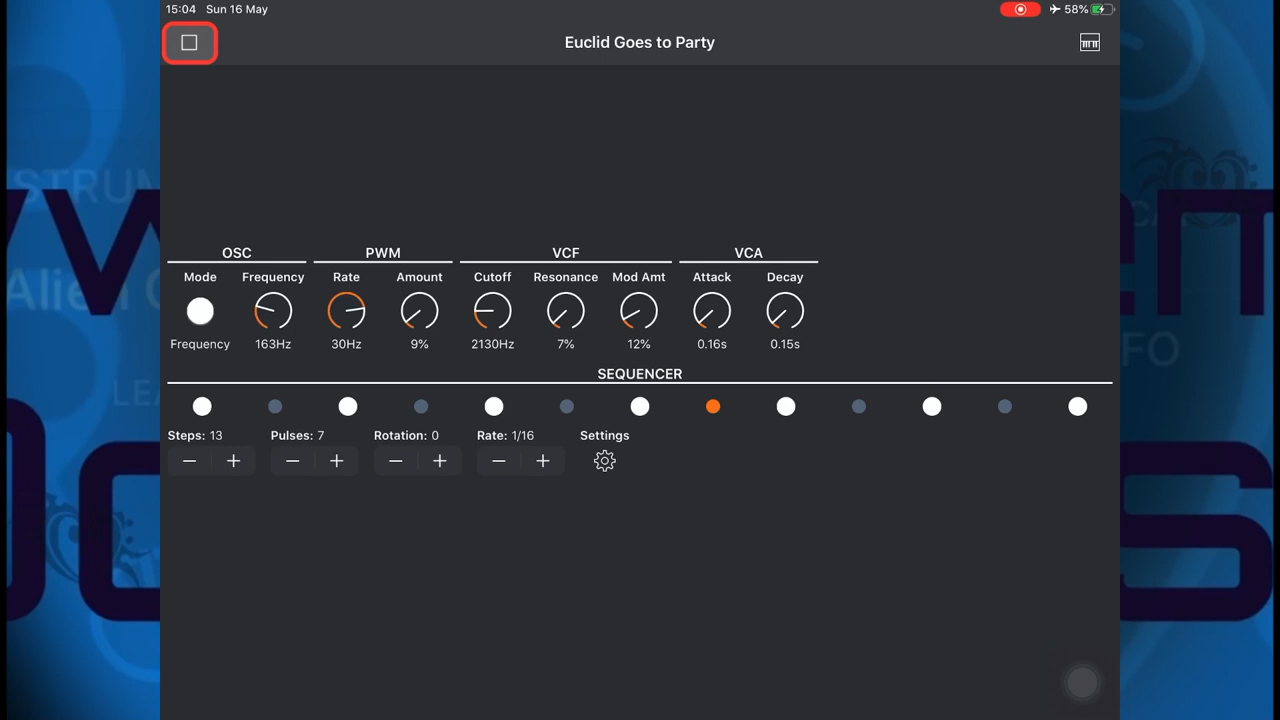 15:04 Sun 16 May
58%
Euclid Goes to Party
OSC PWM VCF VCA
Mode Frequency Rate Amount Cutoff Resonance Mod Amt Attack Decay
Frequency 163Hz 30Hz 9% 2130Hz 7% 12% 0.16s 0.15s
SEQUENCER
Steps: 13 Pulses: 7 Rotation: 0 Rate: 1/16 Settings
− + − + − + − +